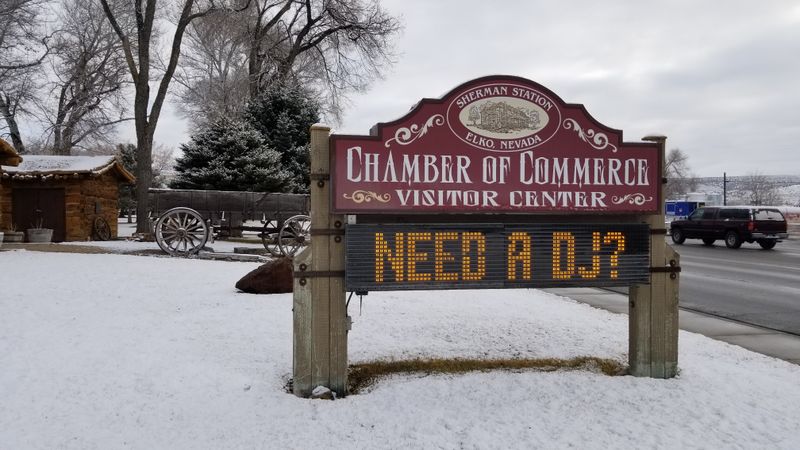 SHERMAN STATION
ELKO, NEVADA
CHAMBER OF COMMERCE
VISITOR CENTER
NEED A DJ?